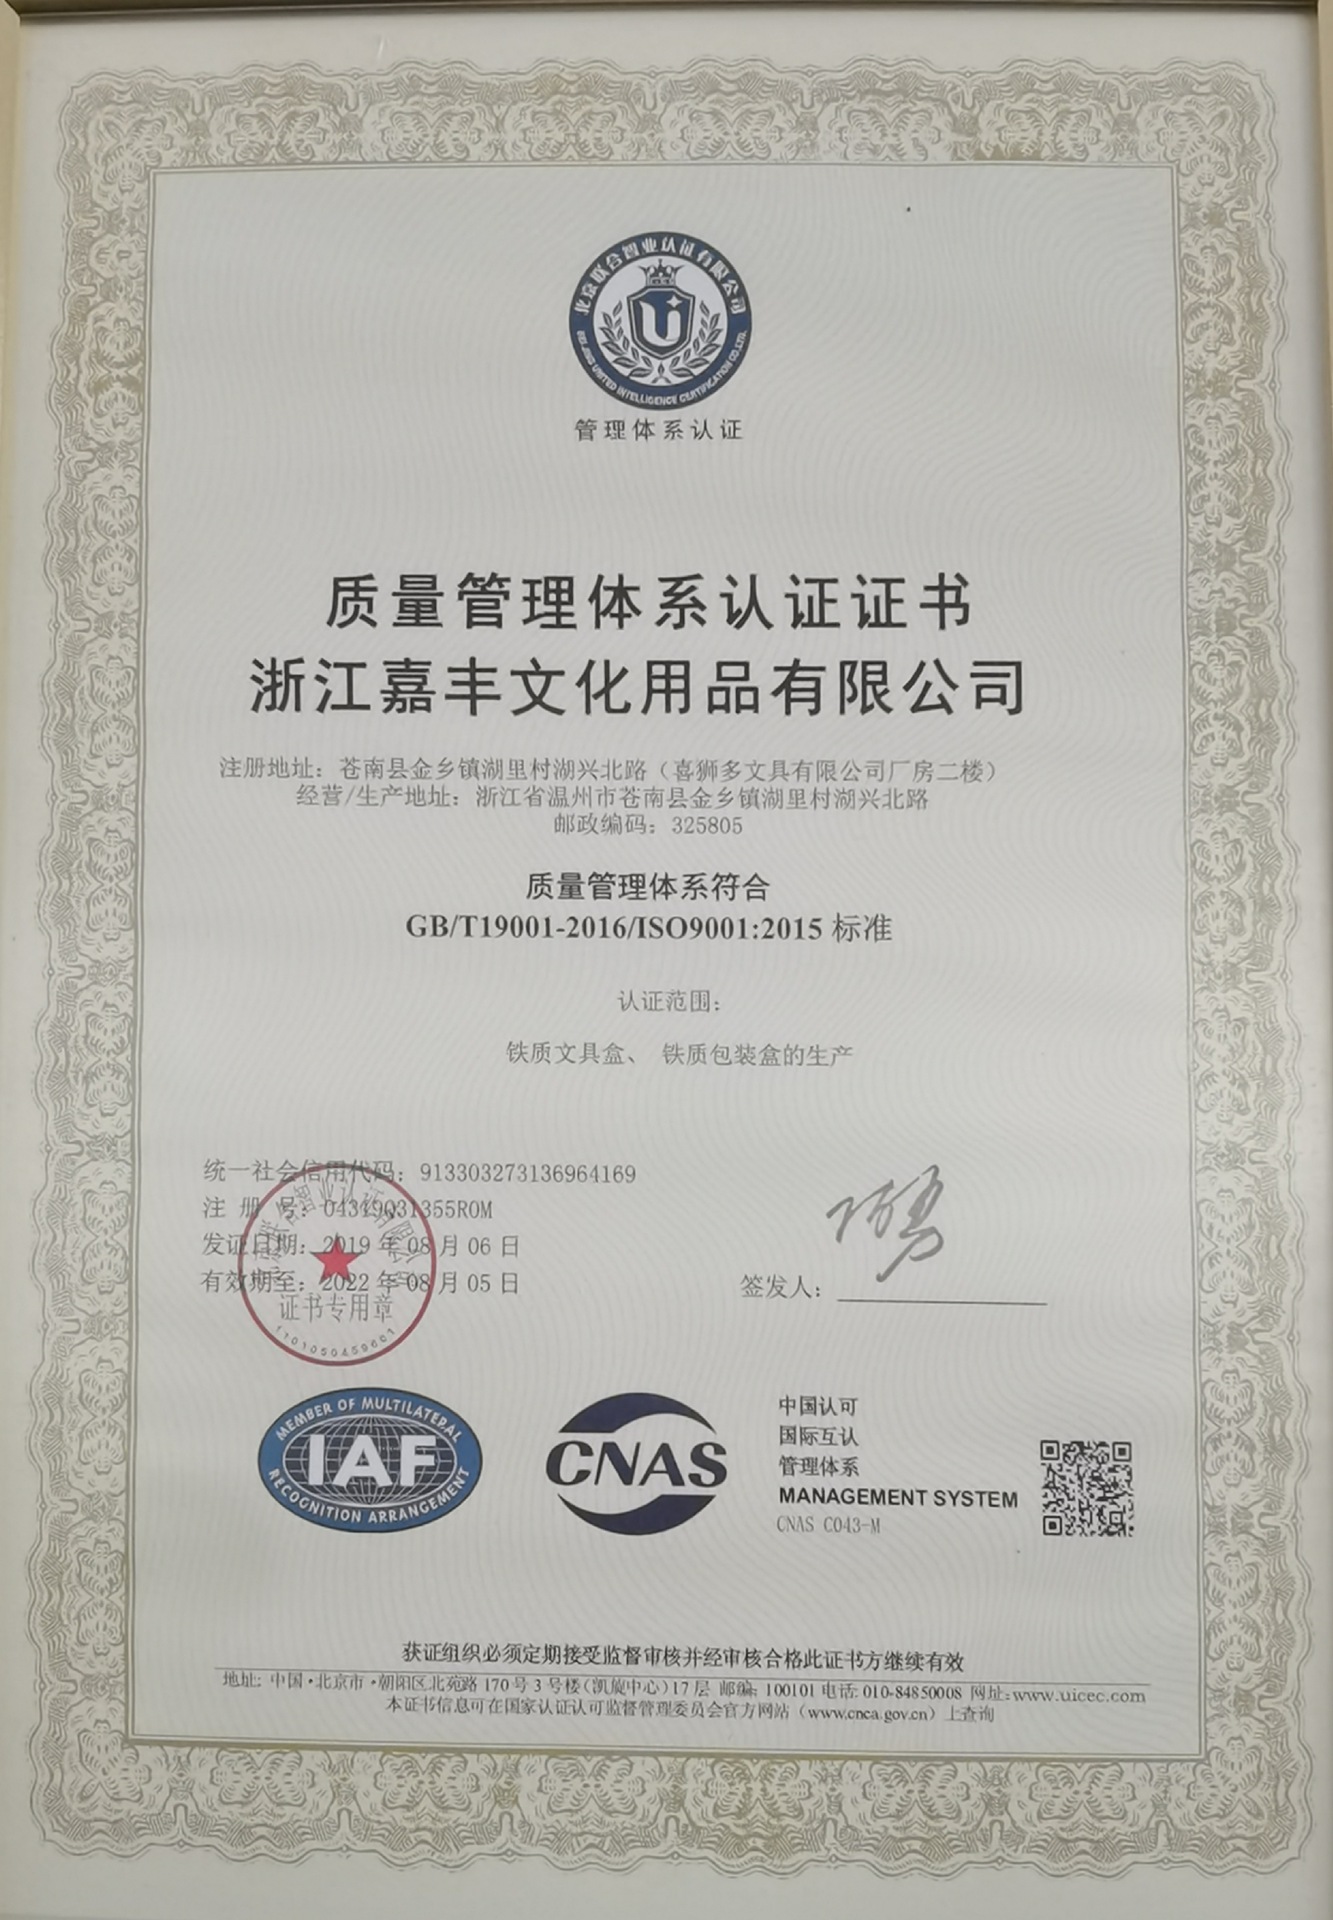 北京联合智业认证有限公司
BEIJING UNITED INTELLIGENCE CERTIFICATION CO.,LTD.
管理体系认证
质量管理体系认证证书
浙江嘉丰文化用品有限公司
注册地址：苍南县金乡镇湖里村湖兴北路（喜狮多文具有限公司厂房二楼）
经营/生产地址：浙江省温州市苍南县金乡镇湖里村湖兴北路
邮政编码：325805
质量管理体系符合
GB/T19001-2016/ISO9001:2015 标准
认证范围：
铁质文具盒、 铁质包装盒的生产
统一社会信用代码：913303273136964169
注 册 号：04319Q31355R0M
发证日期：2019 年 08 月 06 日
有效期至：2022 年 08 月 05 日
证书专用章
签发人：
MEMBER OF MULTILATERAL
IAF
RECOGNITION ARRANGEMENT
CNAS
中国认可
国际互认
管理体系
MANAGEMENT SYSTEM
CNAS C043-M
获证组织必须定期接受监督审核并经审核合格此证书方继续有效
地址: 中国·北京市·朝阳区北苑路 170 号 3 号楼(凯旋中心)17 层 邮编: 100101 电话: 010-84850008 网址:www.uicec.com
本证书信息可在国家认证认可监督管理委员会官方网站（www.cnca.gov.cn）上查询